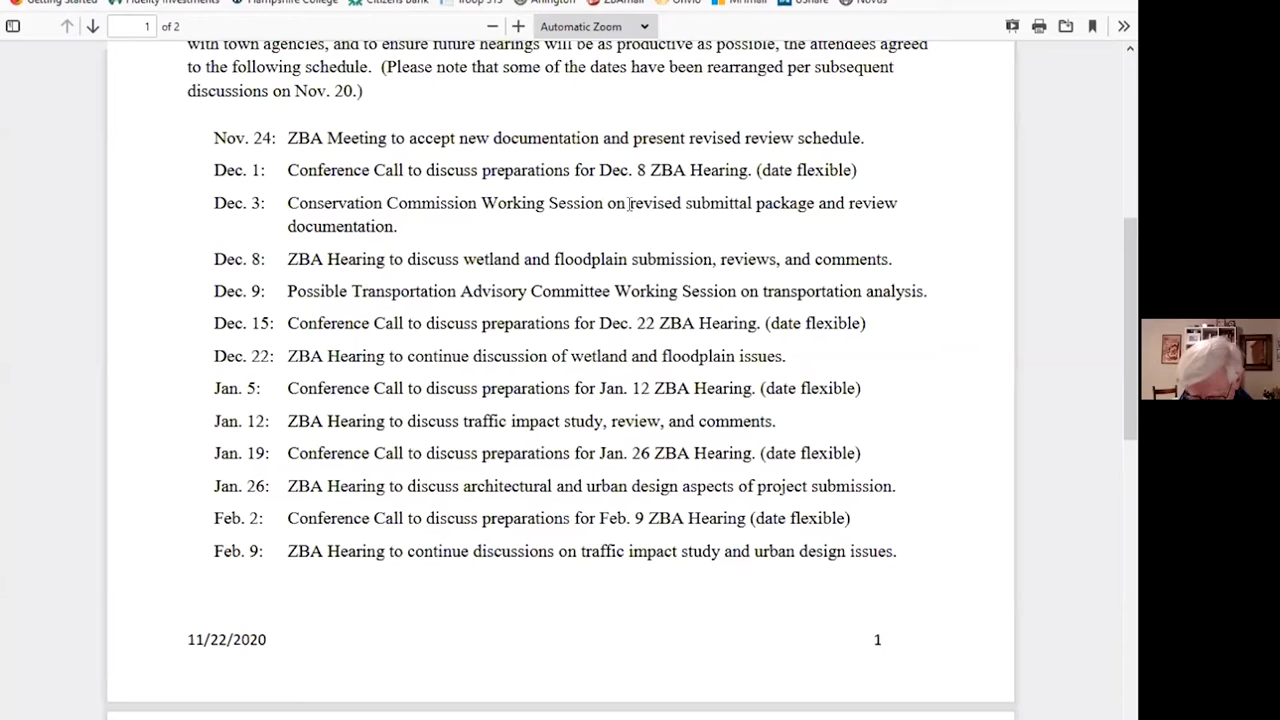 Getting Started Fidelity Investments Hampshire College Citizens Bank Troop 313 Arlington ZBAmail Novus
1 of 2 Automatic Zoom
with town agencies, and to ensure future hearings will be as productive as possible, the attendees agreed
to the following schedule. (Please note that some of the dates have been rearranged per subsequent
discussions on Nov. 20.)
Nov. 24: ZBA Meeting to accept new documentation and present revised review schedule.
Dec. 1: Conference Call to discuss preparations for Dec. 8 ZBA Hearing. (date flexible)
Dec. 3: Conservation Commission Working Session on revised submittal package and review
documentation.
Dec. 8: ZBA Hearing to discuss wetland and floodplain submission, reviews, and comments.
Dec. 9: Possible Transportation Advisory Committee Working Session on transportation analysis.
Dec. 15: Conference Call to discuss preparations for Dec. 22 ZBA Hearing. (date flexible)
Dec. 22: ZBA Hearing to continue discussion of wetland and floodplain issues.
Jan. 5: Conference Call to discuss preparations for Jan. 12 ZBA Hearing. (date flexible)
Jan. 12: ZBA Hearing to discuss traffic impact study, review, and comments.
Jan. 19: Conference Call to discuss preparations for Jan. 26 ZBA Hearing. (date flexible)
Jan. 26: ZBA Hearing to discuss architectural and urban design aspects of project submission.
Feb. 2: Conference Call to discuss preparations for Feb. 9 ZBA Hearing (date flexible)
Feb. 9: ZBA Hearing to continue discussions on traffic impact study and urban design issues.
11/22/2020 1